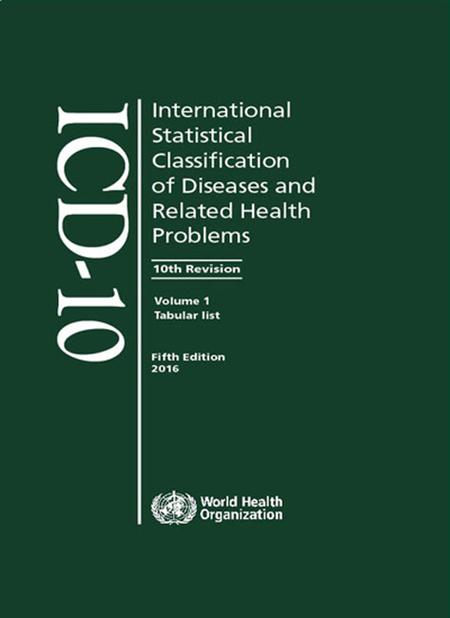 ICD-10
International
Statistical
Classification
of Diseases and
Related Health
Problems
10th Revision
Volume 1
Tabular list
Fifth Edition
2016
World Health
Organization